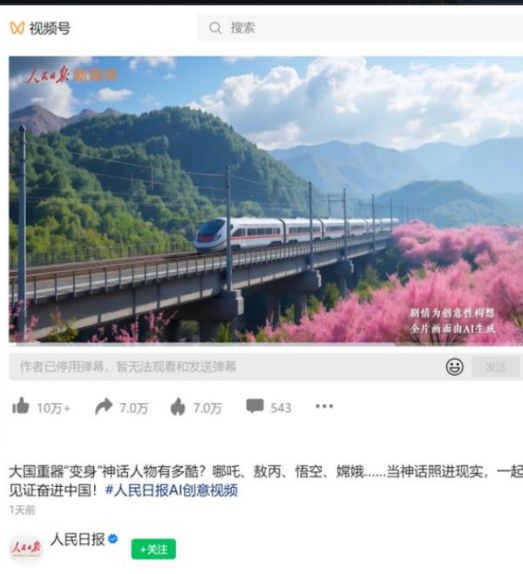 视频号
搜索
人民日报 新媒体
剧情为创意性构想
全片画面由AI生成
作者已停用弹幕，暂无法观看和发送弹幕
发送
10万+
7.0万
7.0万
543
大国重器“变身”神话人物有多酷？哪吒、敖丙、悟空、嫦娥……当神话照进现实，一起
见证奋进中国！#人民日报AI创意视频
1天前
人民日报
人民日报
+关注